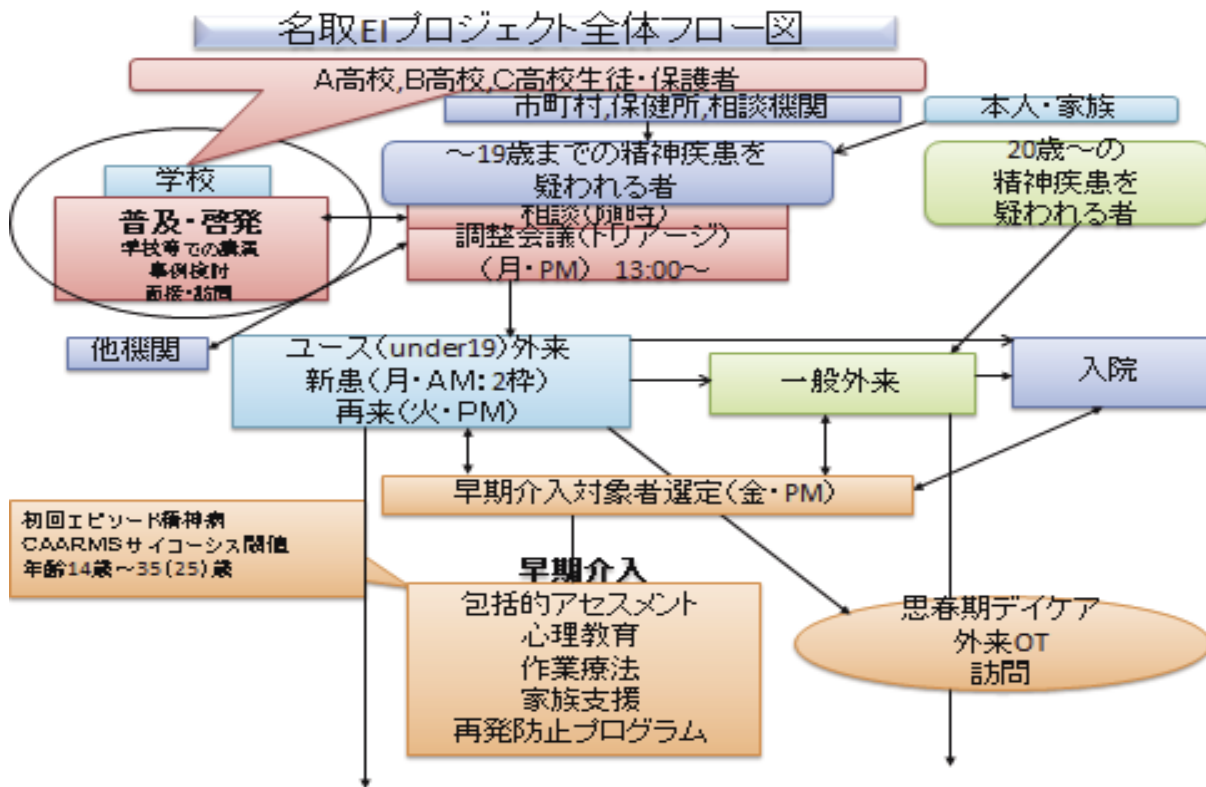 名取EIプロジェクト全体フロー図
A高校,B高校,C高校生徒・保護者
市町村,保健所,相談機関
本人・家族
～19歳までの精神疾患を
疑われる者
20歳～の
精神疾患を
疑われる者
学校
普及・啓発
学校等での講演
事例検討
面接・訪問
相談(随時)
調整会議(トリアージ)
(月・PM) 13:00～
他機関
ユース(under19)外来
新患(月・AM:2枠)
再来(火・PM)
一般外来
入院
早期介入対象者選定(金・PM)
初回エピソード精神病
CAARMSサイコーシス閾値
年齢14歳～35(25)歳
早期介入
包括的アセスメント
心理教育
作業療法
家族支援
再発防止プログラム
思春期デイケア
外来OT
訪問